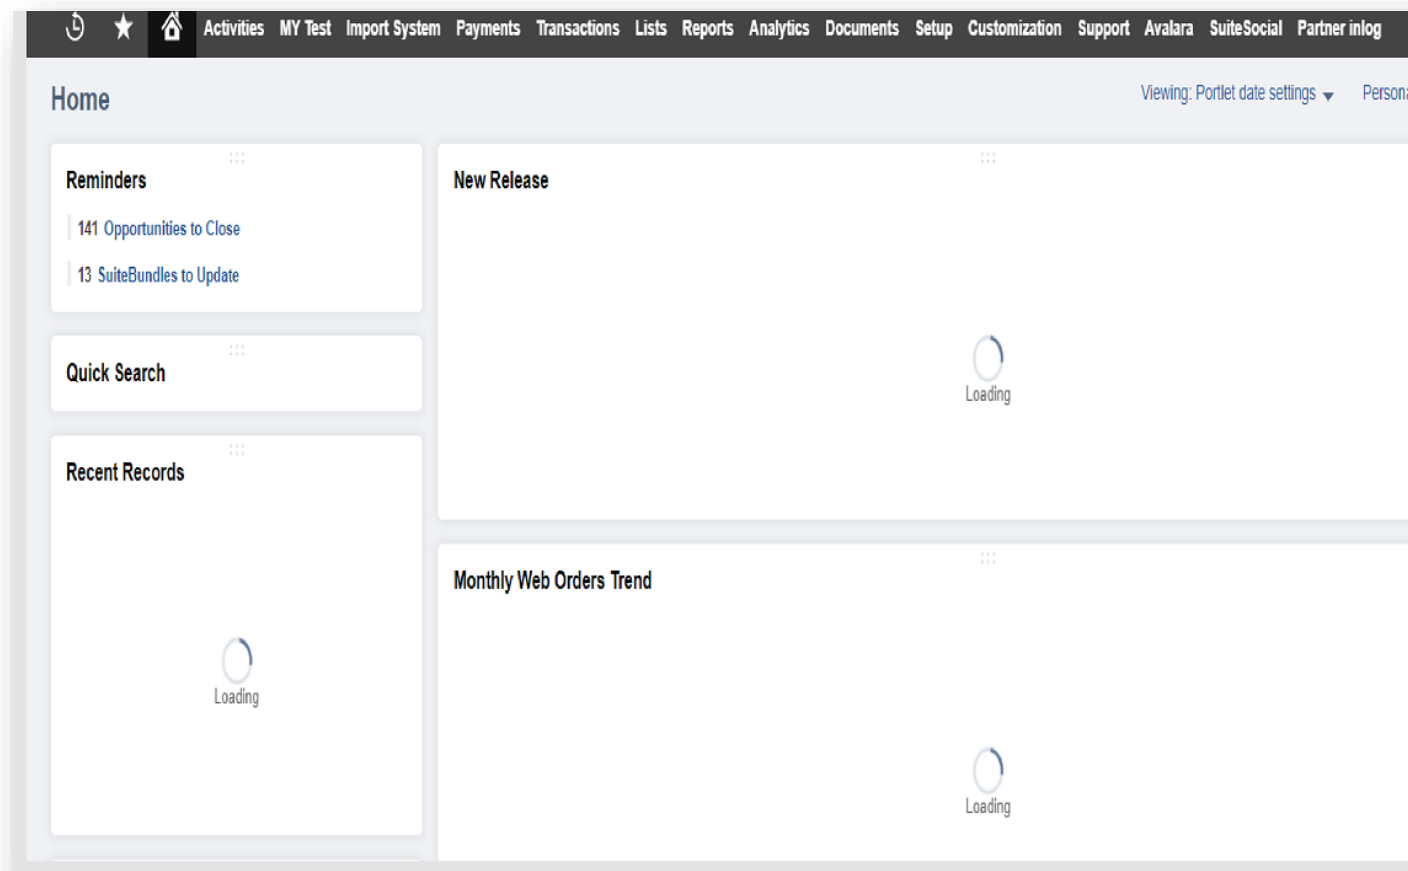 Activities MY Test Import System Payments Transactions Lists Reports Analytics Documents Setup Customization Support Avalara SuiteSocial Partner inlog
Home
Viewing: Portlet date settings
Reminders
141 Opportunities to Close
13 SuiteBundles to Update
Quick Search
Recent Records
Loading
New Release
Loading
Monthly Web Orders Trend
Loading